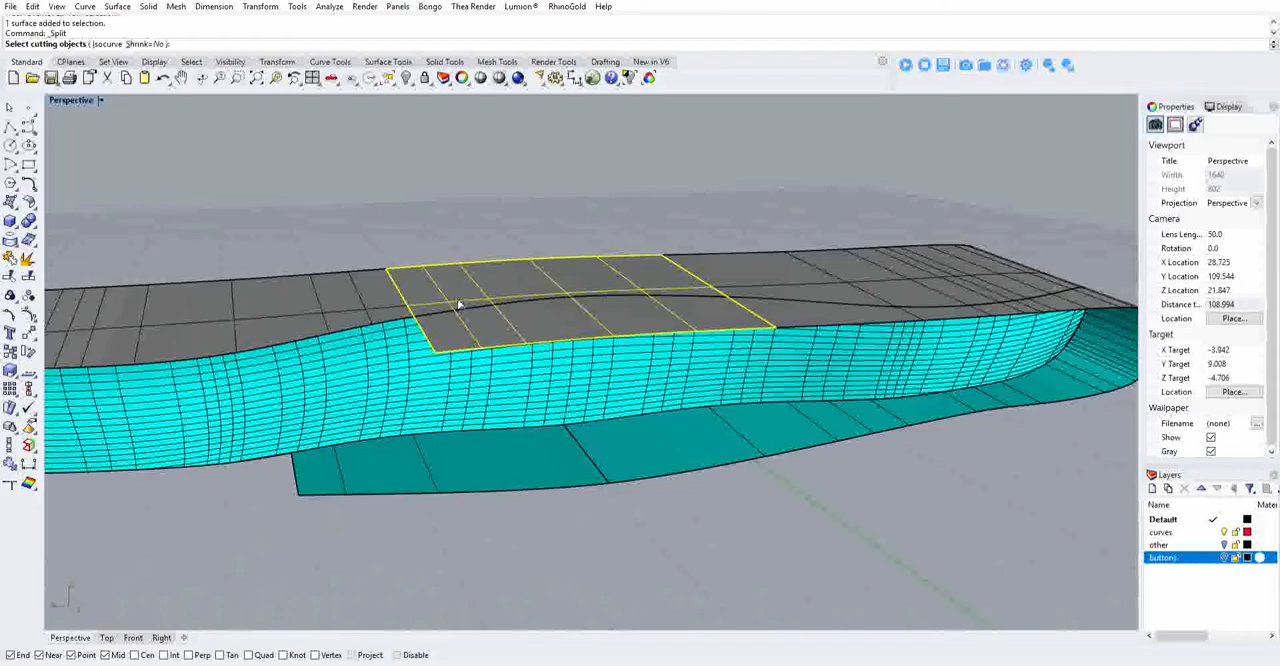 File Edit View Curve Surface Solid Mesh Dimension Transform Tools Analyze Render Panels Bongo Thea Render Lumion® RhinoGold Help
1 surface added to selection.
Command: _Split
Select cutting objects ( Isocurve Shrink=No ):
Standard CPlanes Set View Display Select Visibility Transform Curve Tools Surface Tools Solid Tools Mesh Tools Render Tools Drafting New in V6
Perspective
Properties Display
Viewport
Title Perspective
Width 1640
Height 802
Projection Perspective
Camera
Lens Leng... 50.0
Rotation 0.0
X Location 28.725
Y Location 109.544
Z Location 21.847
Distance t... 108.994
Location Place...
Target
X Target -3.942
Y Target 9.008
Z Target -4.706
Location Place...
Wallpaper
Filename (none)
Show
Gray
Layers
Name Mater
Default
curves
other
buttons
Perspective Top Front Right
End Near Point Mid Cen Int Perp Tan Quad Knot Vertex Project Disable